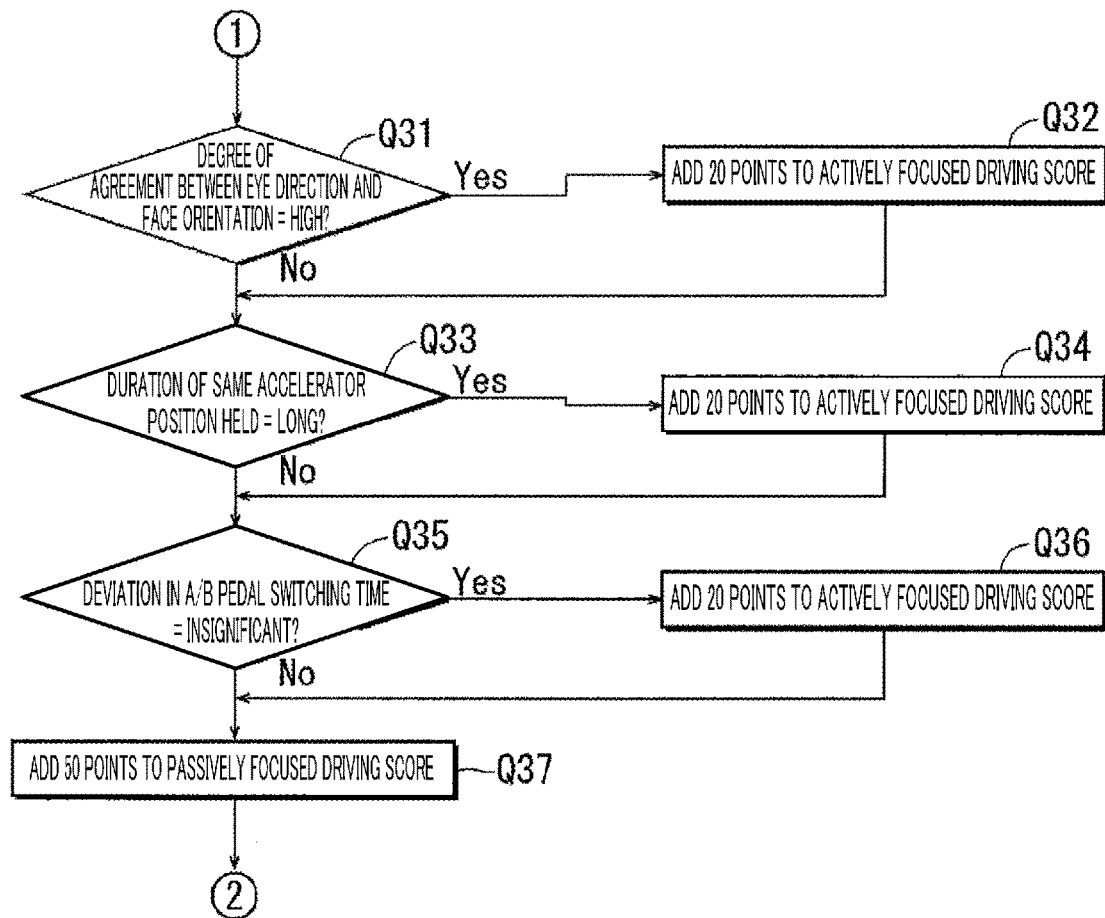 1
Q31
DEGREE OF
AGREEMENT BETWEEN EYE DIRECTION AND
FACE ORIENTATION = HIGH?
Yes
No
Q32
ADD 20 POINTS TO ACTIVELY FOCUSED DRIVING SCORE
Q33
DURATION OF SAME ACCELERATOR
POSITION HELD = LONG?
Yes
No
Q34
ADD 20 POINTS TO ACTIVELY FOCUSED DRIVING SCORE
Q35
DEVIATION IN A/B PEDAL SWITCHING TIME
= INSIGNIFICANT?
Yes
No
Q36
ADD 20 POINTS TO ACTIVELY FOCUSED DRIVING SCORE
ADD 50 POINTS TO PASSIVELY FOCUSED DRIVING SCORE
Q37
2